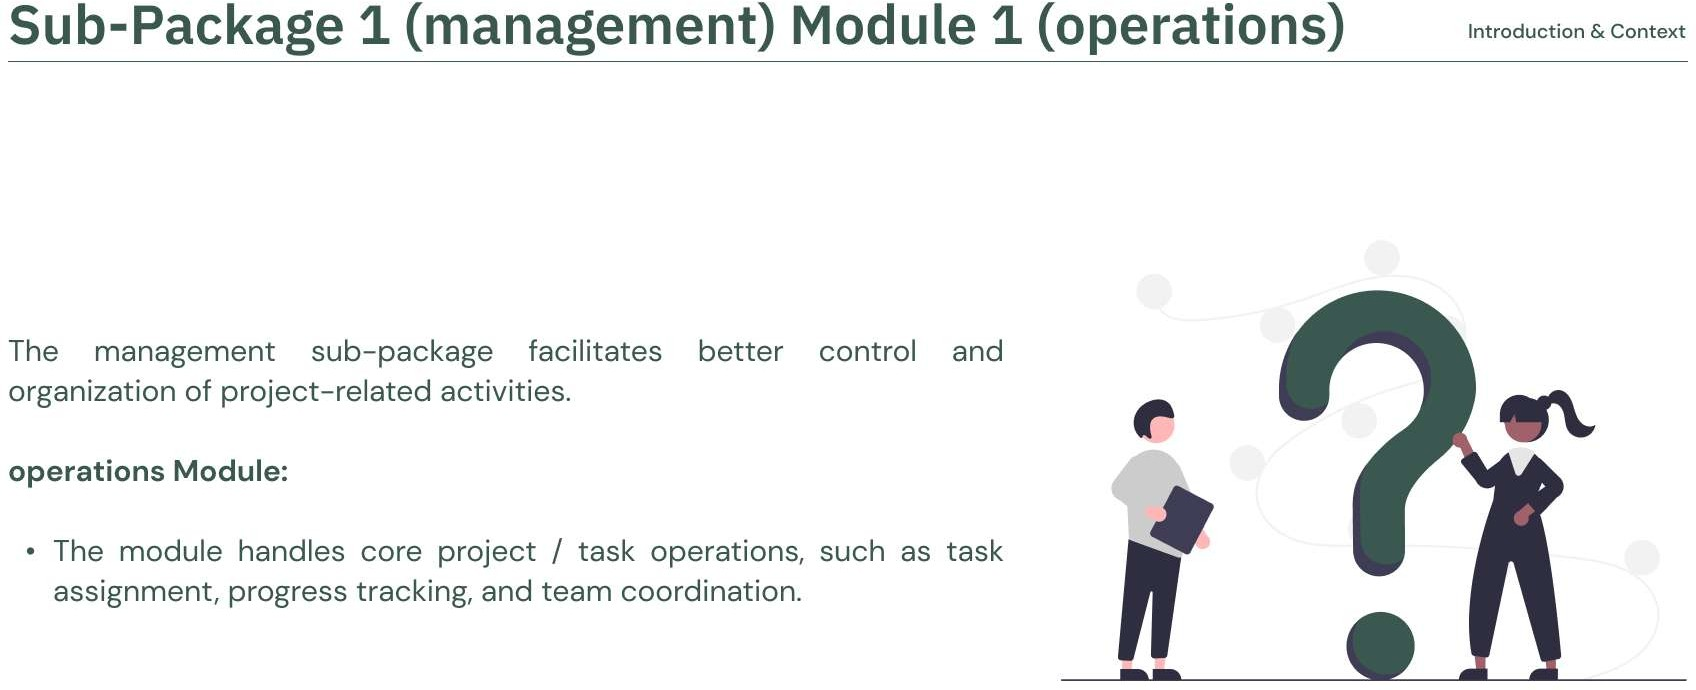 Sub-Package 1 (management) Module 1 (operations)
Introduction & Context
The management sub-package facilitates better control and
organization of project-related activities.
operations Module:
• The module handles core project / task operations, such as task
assignment, progress tracking, and team coordination.